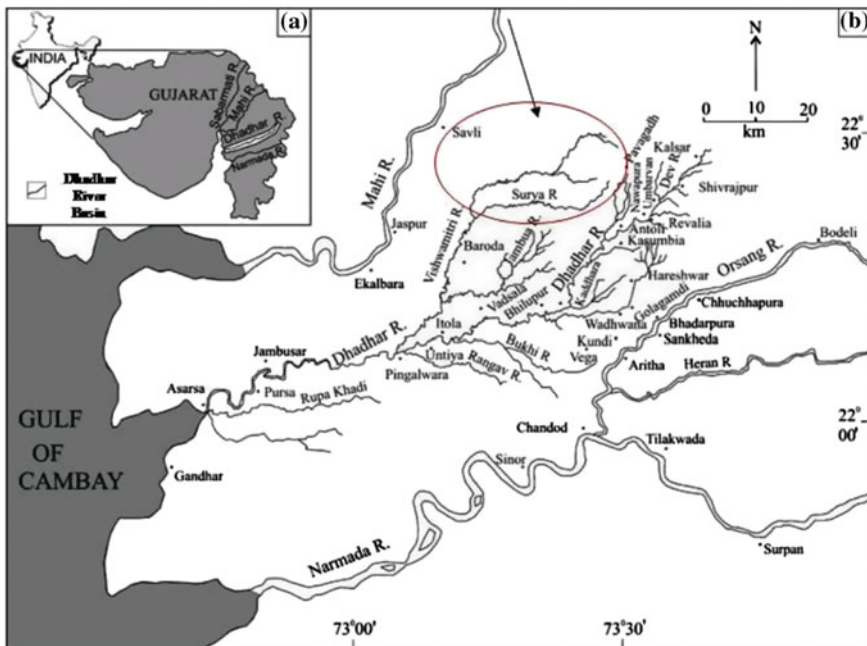 (a)
INDIA
GUJARAT
Sabarmati R.
Mahi R.
Dhadhar R.
Narmada R.
Dhadhar
River
Basin
(b)
N
0 10 20
km
22°
30'
Savli
Mahi R.
Jaspur
Ekalbara
Surya R
Vishwamitri R.
Baroda
Jambua R.
Dhadhar R
Pavagadh
Nawapura
Umbarvan
Dev R.
Kalsar
Shivrajpur
Antoli
Revalia
Kasumbia
Bodeli
Orsang R.
Hareshwar
Kaddhara
Golagamdi
Chhuchhapura
Vadsala
Bhilupur
Wadhwana
Bhadarpura
Itola
Kundi
Sankheda
Dhadhar R.
Bukhi R
Vega
Jambusar
Untiya
Rangav R.
Aritha
Heran R
Pingalwara
Asarsa
Pursa
Rupa Khadi
GULF
OF
CAMBAY
Chandod
22°
00'
Tilakwada
Gandhar
Sinor
Narmada R.
Surpan
73°00'
73°30'